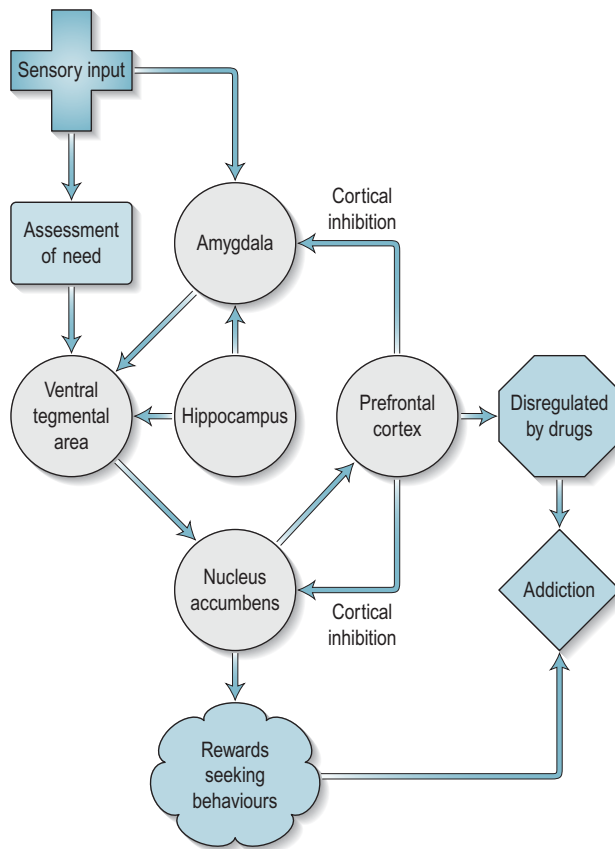 Sensory input
Cortical
inhibition
Assessment
of need
Amygdala
Ventral
tegmental
area
Hippocampus
Prefrontal
cortex
Disregulated
by drugs
Nucleus
accumbens
Cortical
inhibition
Addiction
Rewards
seeking
behaviours